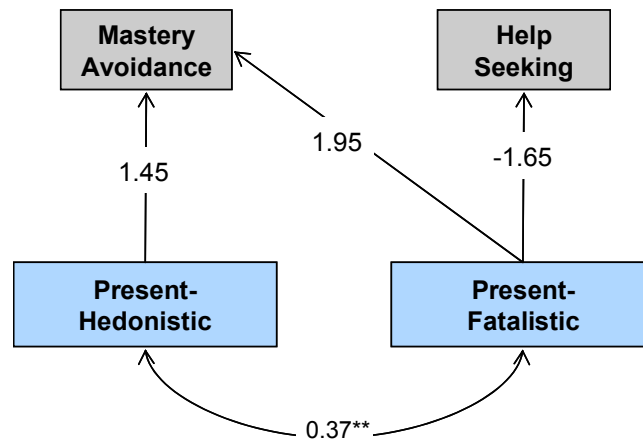 Mastery
Avoidance
Help
Seeking
1.45
1.95
-1.65
Present-
Hedonistic
Present-
Fatalistic
0.37**